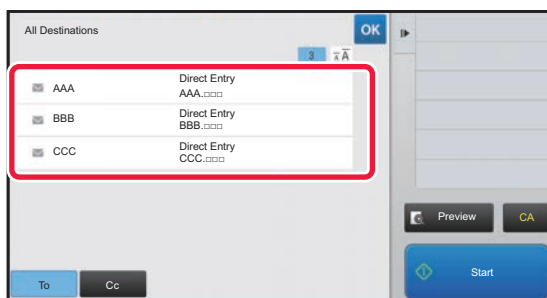 All Destinations
OK
3 AA
AAA Direct Entry
AAA.□□□
BBB Direct Entry
BBB.□□□
CCC Direct Entry
CCC.□□□
Preview CA
To Cc Start